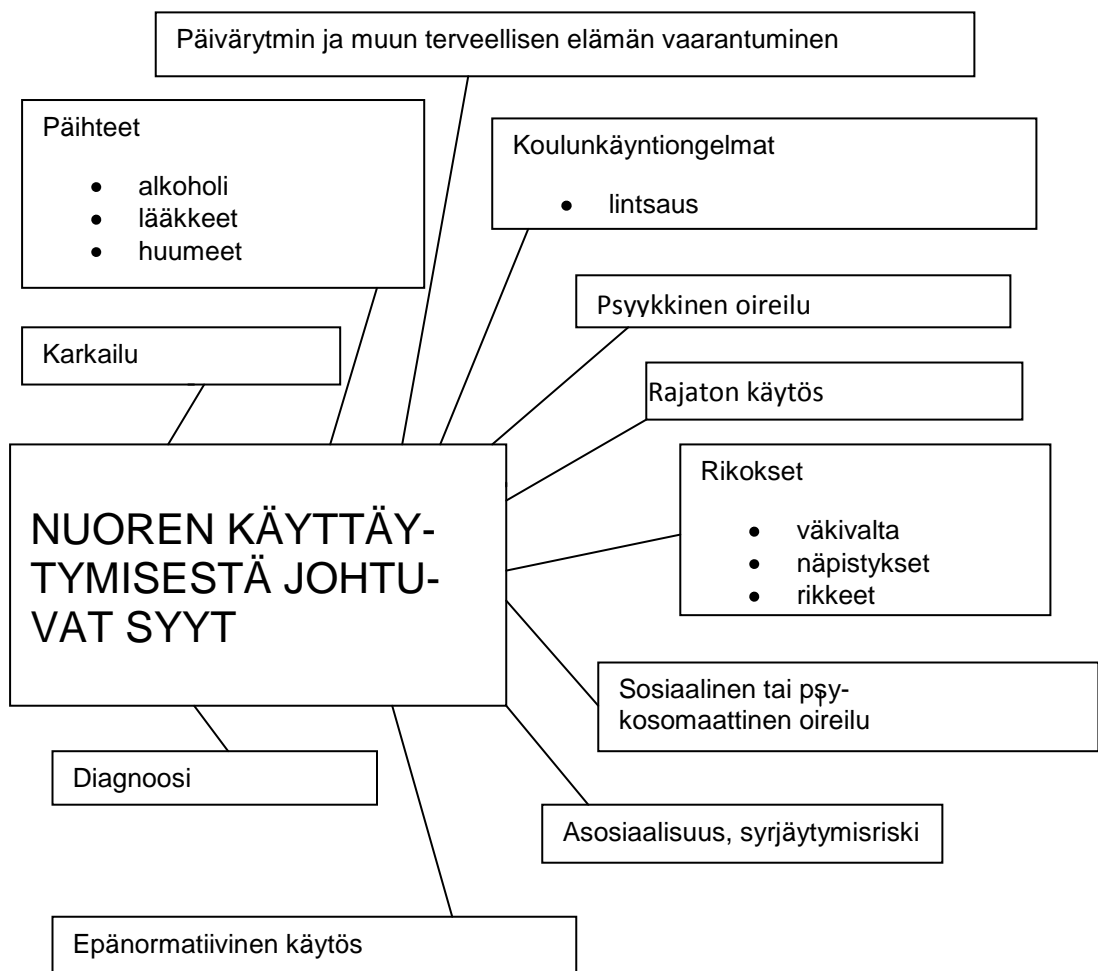 Päivärytmin ja muun terveellisen elämän vaarantuminen
Päihteet
• alkoholi
• lääkkeet
• huumeet
Koulunkäyntiongelmat
• lintsaus
Psyykkinen oireilu
Karkailu
Rajaton käytös
NUOREN KÄYTTÄY-
TYMISESTÄ JOHTU-
VAT SYYT
Rikokset
• väkivalta
• näpistykset
• rikkeet
Sosiaalinen tai psy-
kosomaattinen oireilu
Diagnoosi
Asosiaalisuus, syrjäytymisriski
Epänormatiivinen käytös